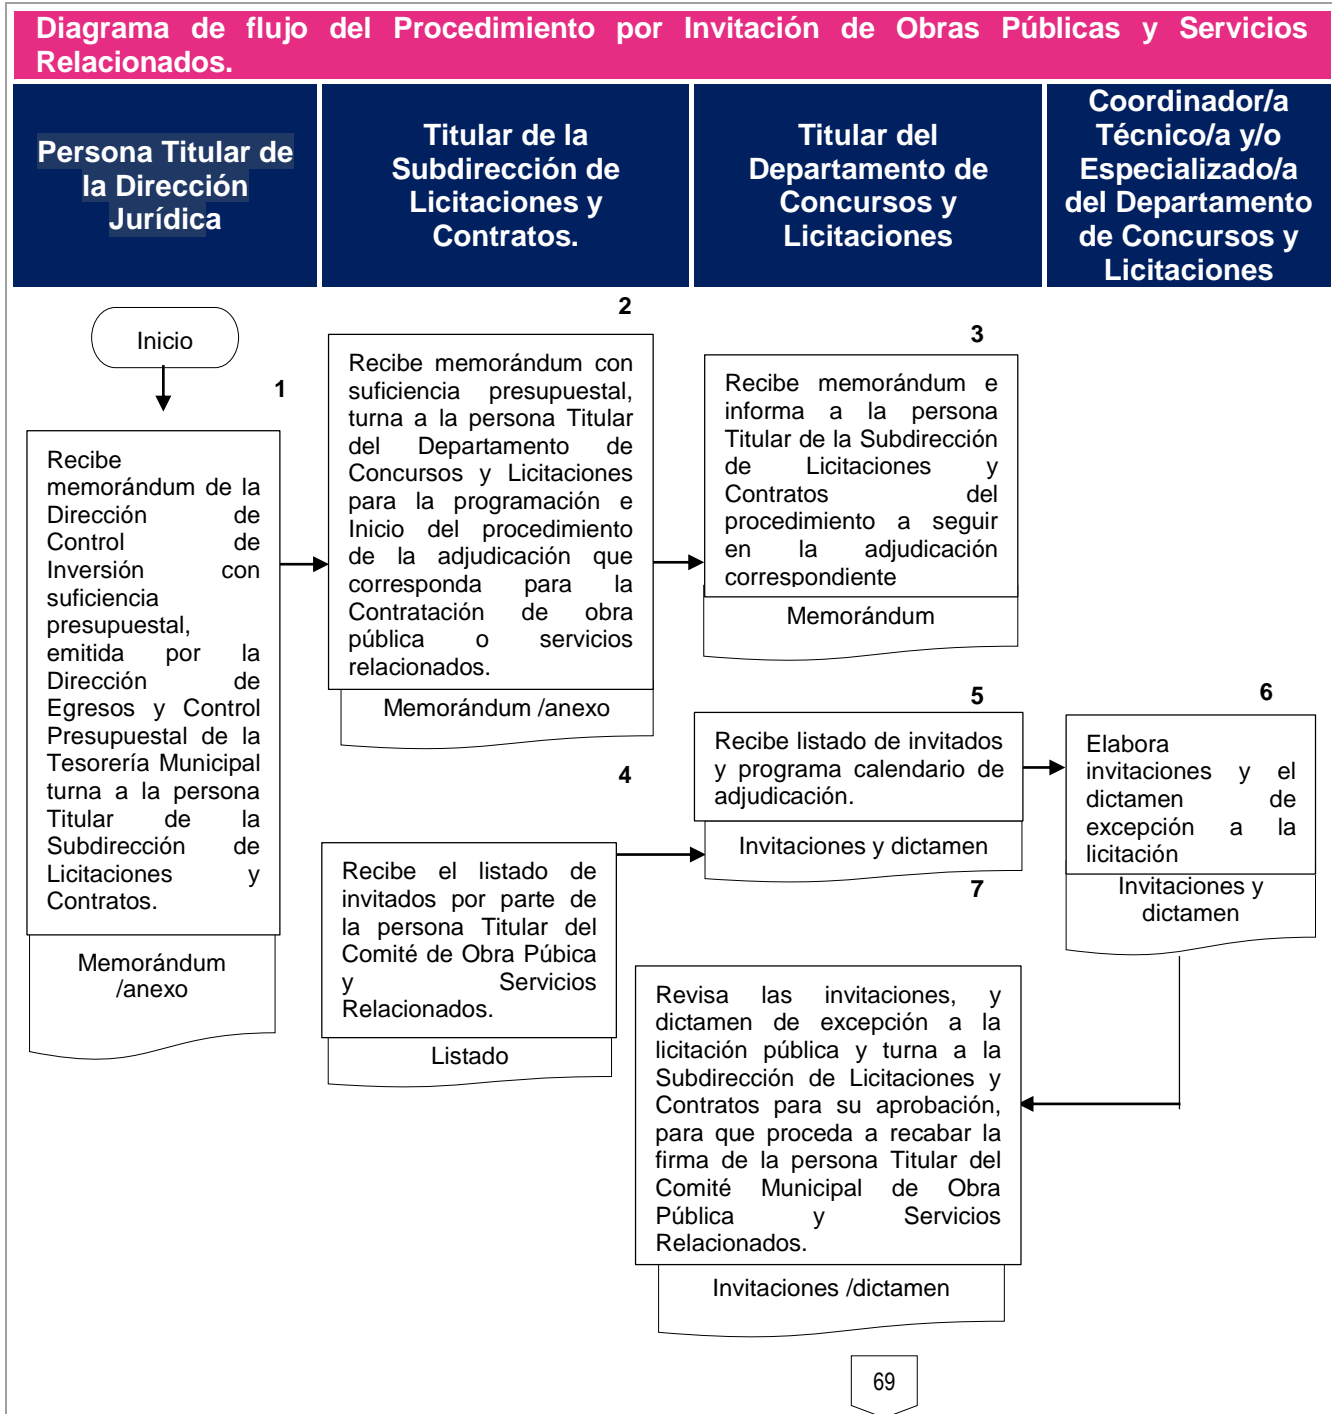 Diagrama de flujo del Procedimiento por Invitación de Obras Públicas y Servicios
Relacionados.
Persona Titular de
la Dirección
Jurídica
Titular de la
Subdirección de
Licitaciones y
Contratos.
Titular del
Departamento de
Concursos y
Licitaciones
Coordinador/a
Técnico/a y/o
Especializado/a
del Departamento
de Concursos y
Licitaciones
Inicio
1
Recibe
memorándum de la
Dirección de
Control de
Inversión con
suficiencia
presupuestal,
emitida por la
Dirección de
Egresos y Control
Presupuestal de la
Tesorería Municipal
turna a la persona
Titular de la
Subdirección de
Licitaciones y
Contratos.
Memorándum
/anexo
2
Recibe memorándum con
suficiencia presupuestal,
turna a la persona Titular
del Departamento de
Concursos y Licitaciones
para la programación e
Inicio del procedimiento
de la adjudicación que
corresponda para la
Contratación de obra
pública o servicios
relacionados.
Memorándum /anexo
3
Recibe memorándum e
informa a la persona
Titular de la Subdirección
de Licitaciones y
Contratos del
procedimiento a seguir
en la adjudicación
correspondiente
Memorándum
4
Recibe el listado de
invitados por parte de
la persona Titular del
Comité de Obra Púbica
y Servicios
Relacionados.
Listado
5
Recibe listado de invitados
y programa calendario de
adjudicación.
Invitaciones y dictamen
6
Elabora
invitaciones y el
dictamen de
excepción a la
licitación
Invitaciones y
dictamen
7
Revisa las invitaciones, y
dictamen de excepción a la
licitación pública y turna a la
Subdirección de Licitaciones y
Contratos para su aprobación,
para que proceda a recabar la
firma de la persona Titular del
Comité Municipal de Obra
Pública y Servicios
Relacionados.
Invitaciones /dictamen
69